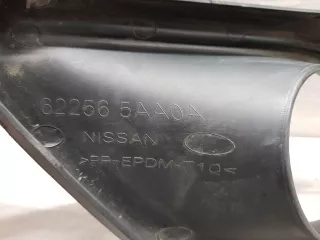 62256 5AA0A
NISSAN
>PP-EPDM-T10<